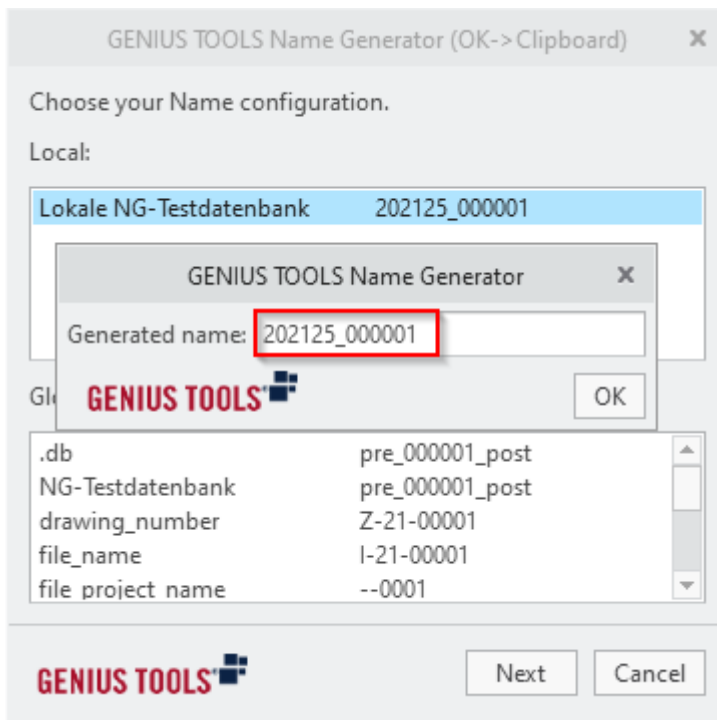 GENIUS TOOLS Name Generator (OK->Clipboard) x
Choose your Name configuration.
Local:
Lokale NG-Testdatenbank 202125_000001
GENIUS TOOLS Name Generator x
Generated name: 202125_000001
GENIUS TOOLS
OK
Gl
.db pre_000001_post
NG-Testdatenbank pre_000001_post
drawing_number Z-21-00001
file_name I-21-00001
file_project_name --0001
GENIUS TOOLS
Next Cancel